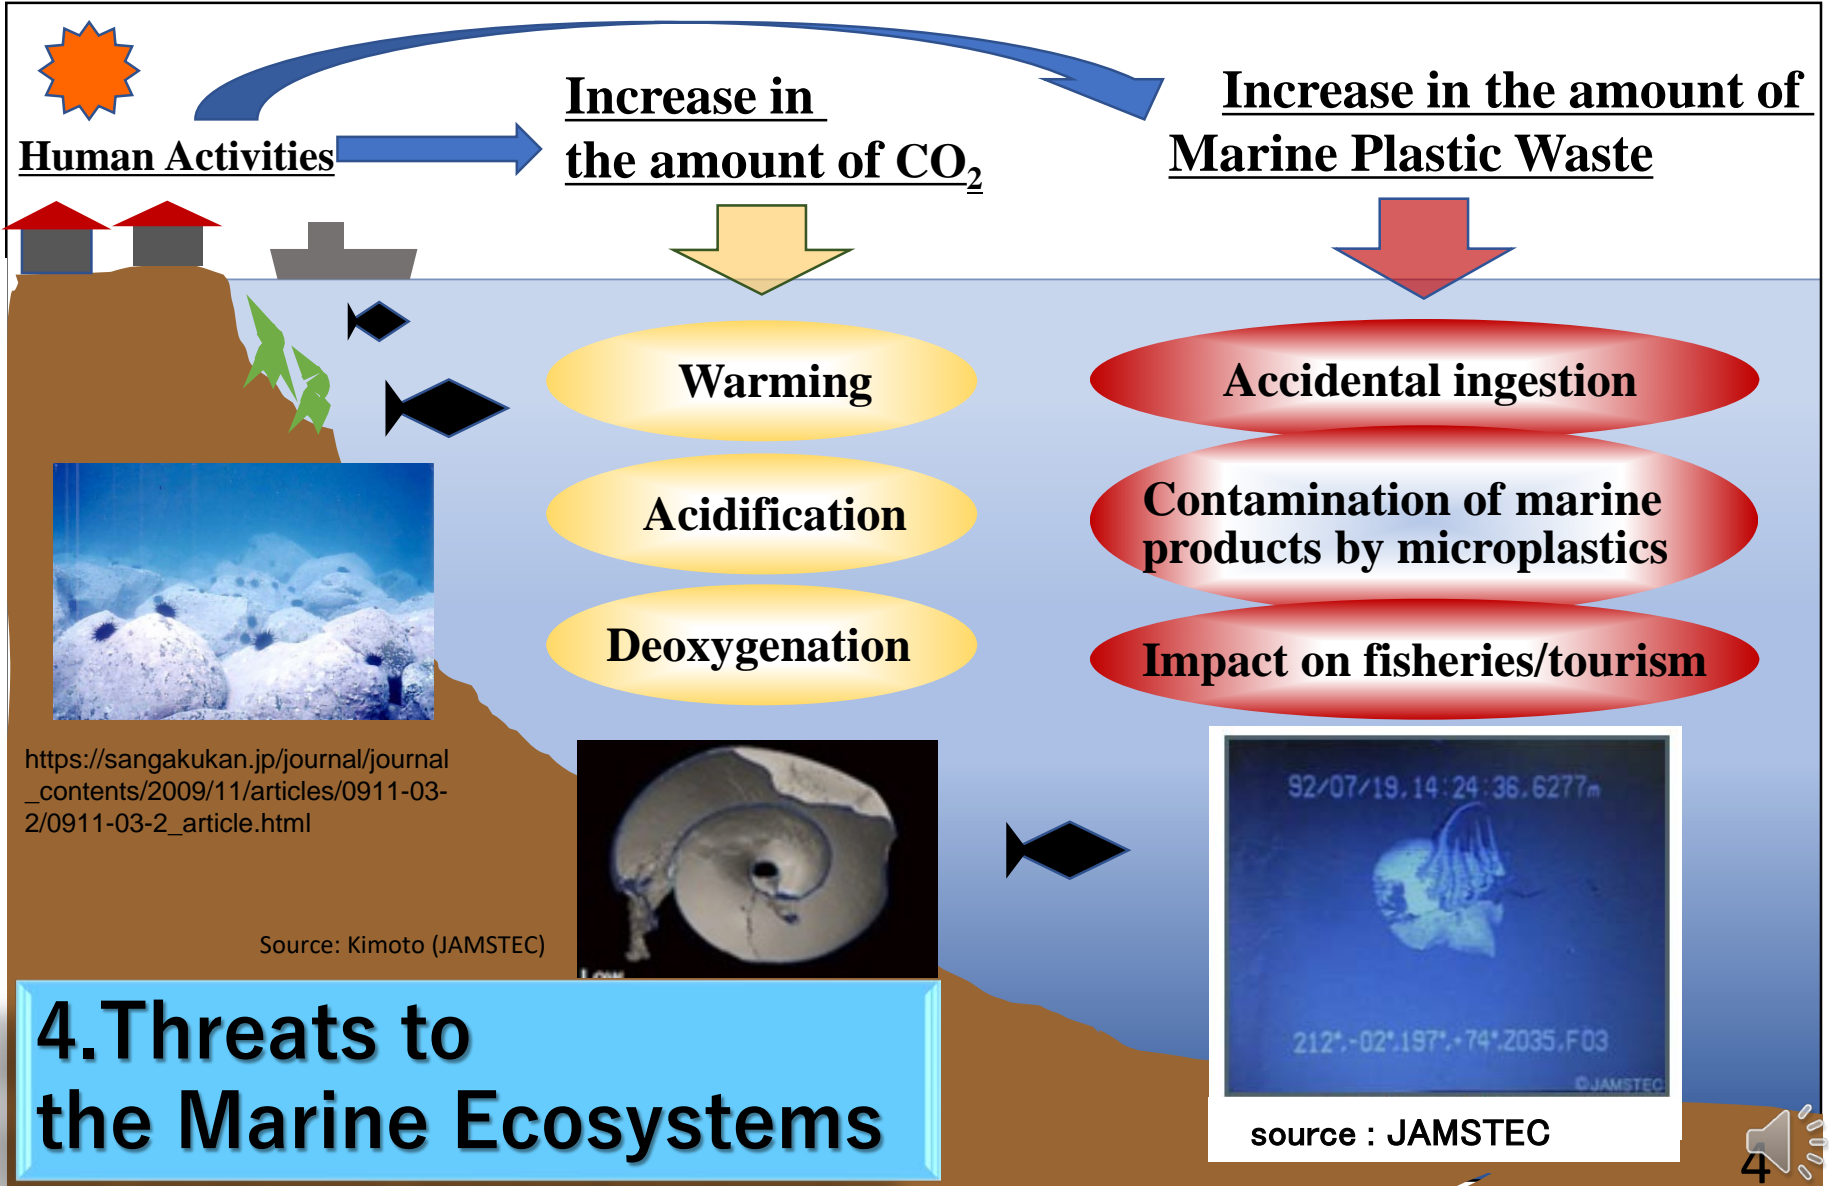 Increase in
the amount of CO₂
Increase in the amount of
Marine Plastic Waste
Human Activities
Warming
Acidification
Deoxygenation
Accidental ingestion
Contamination of marine
products by microplastics
Impact on fisheries/tourism
https://sangakukan.jp/journal/journal
_contents/2009/11/articles/0911-03-
2/0911-03-2_article.html
Source: Kimoto (JAMSTEC)
Low
92/07/19.14:24:36.6277m
212°.-02°.197°.-74°.Z035.F03
©JAMSTEC
source : JAMSTEC
4.Threats to
the Marine Ecosystems
4